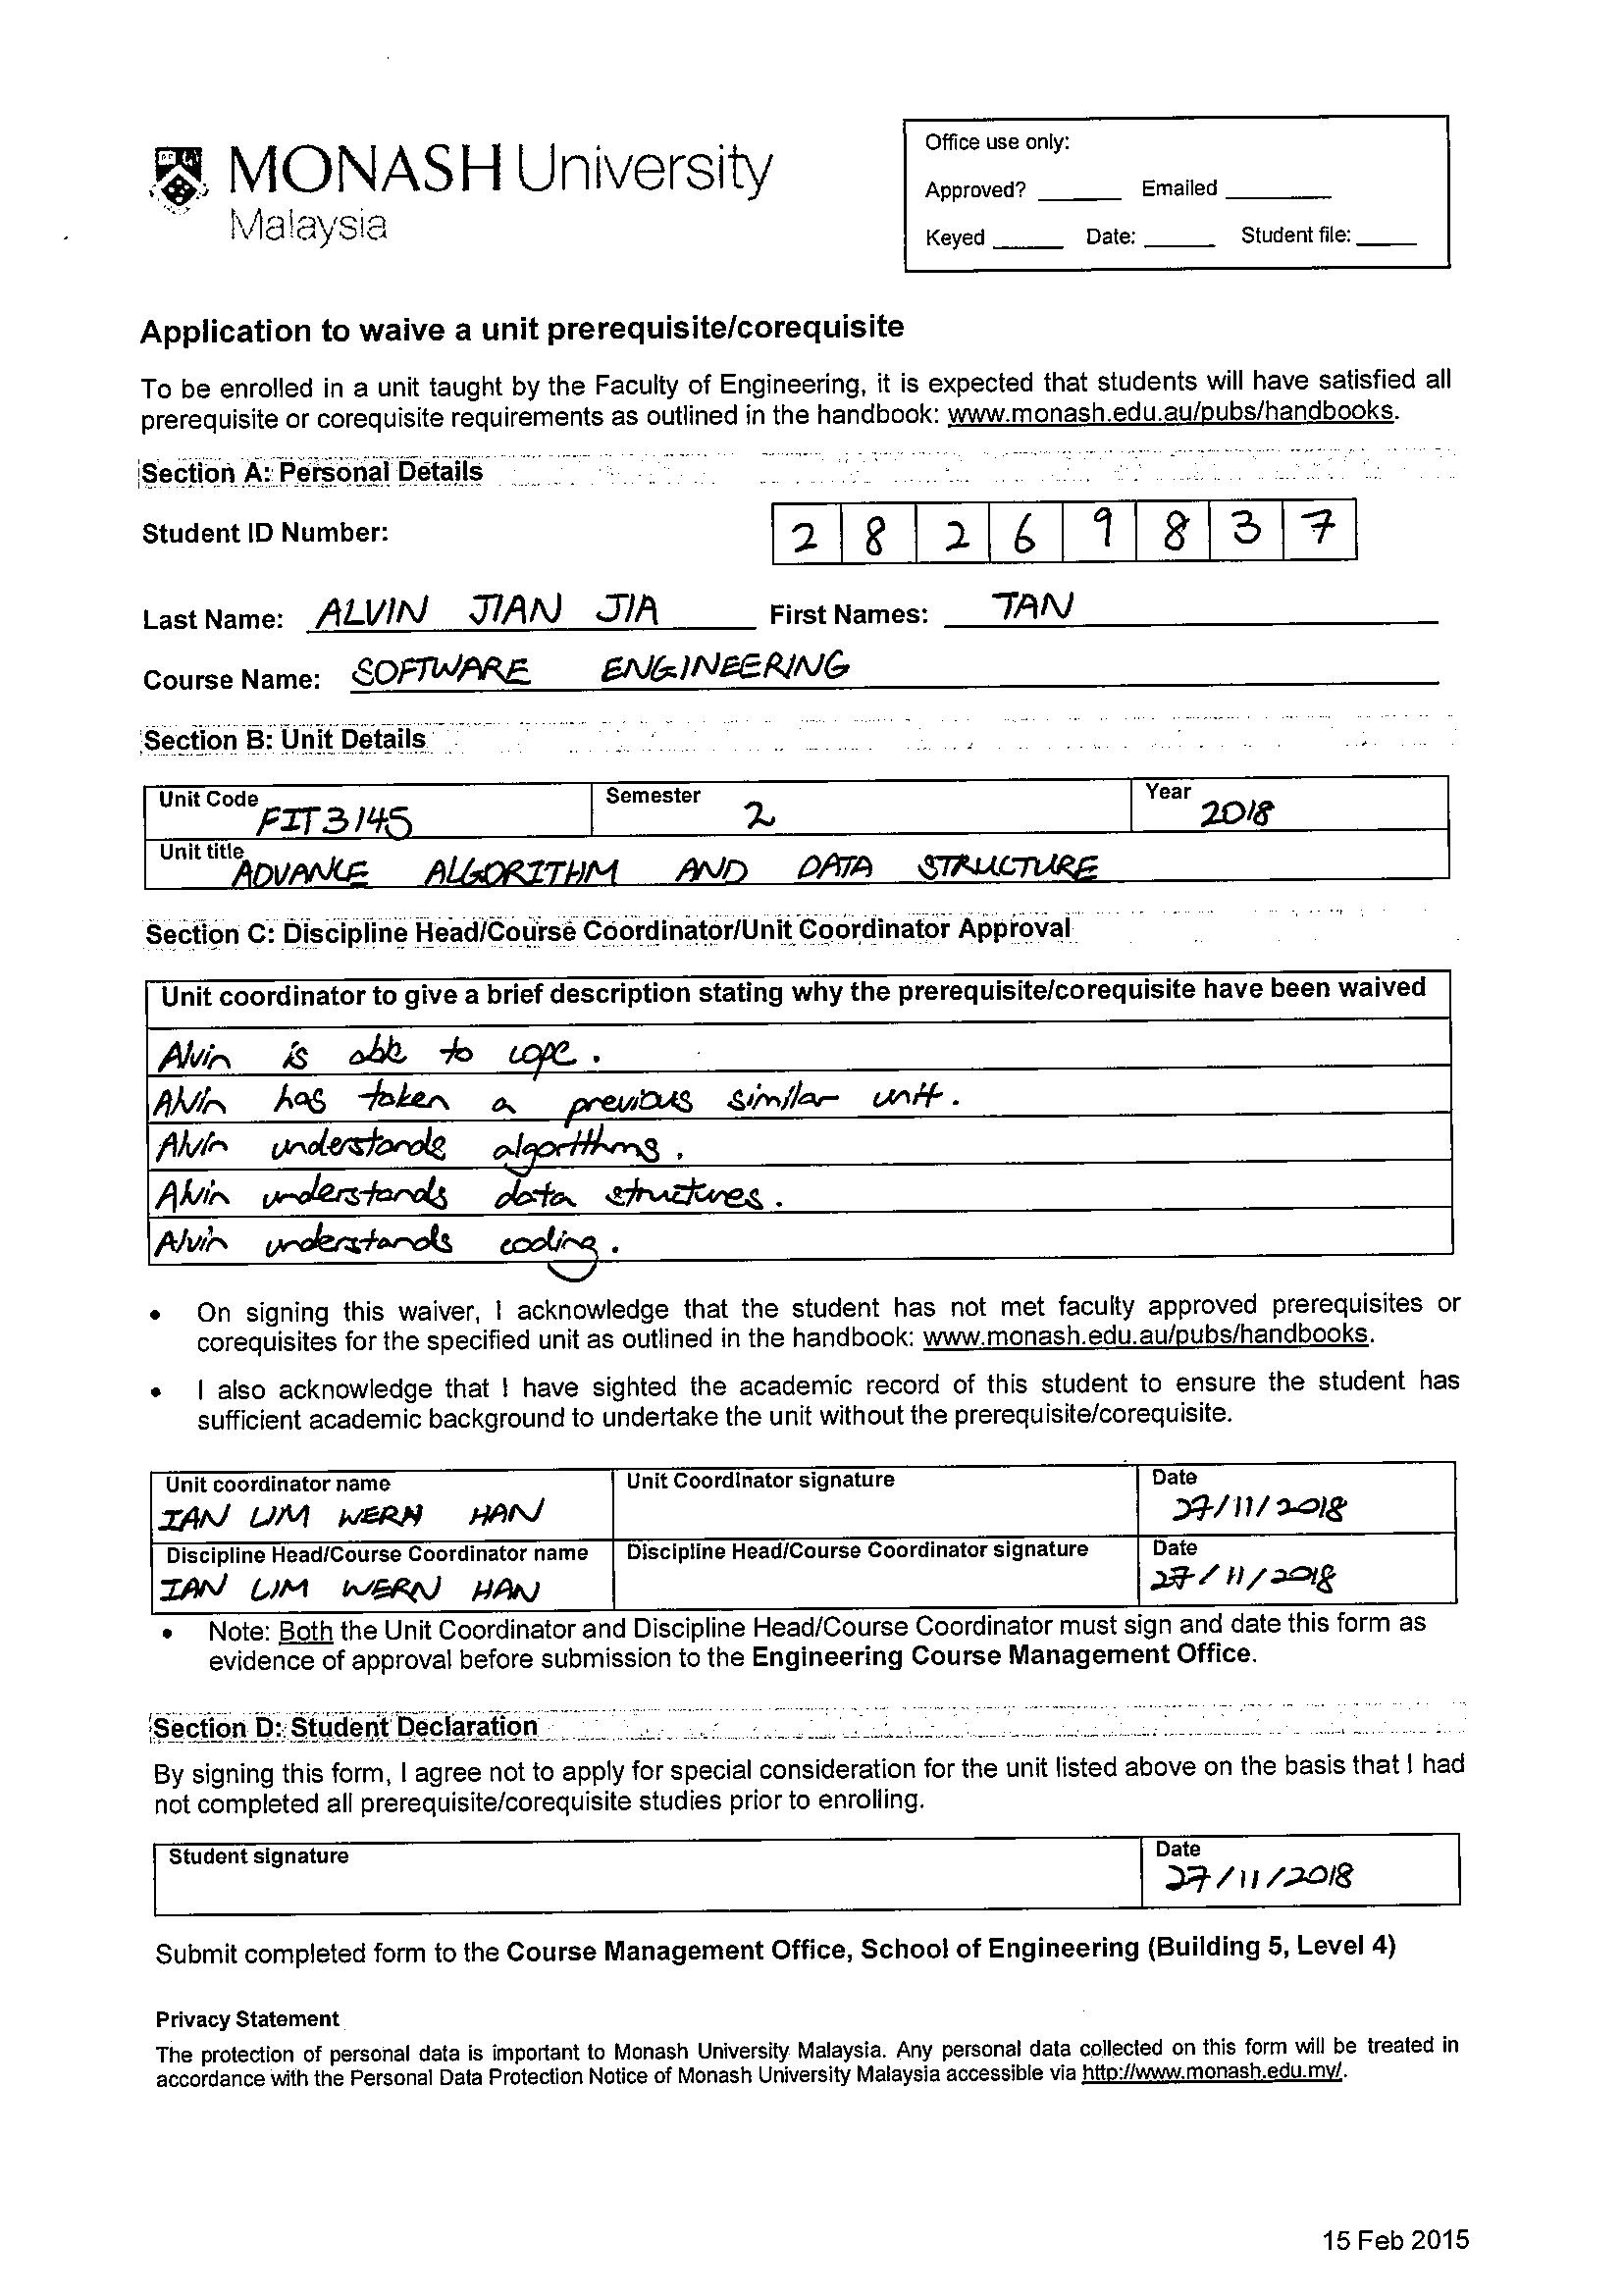 MONASH University
Malaysia
Office use only:
Approved? ______ Emailed ______
Keyed ______ Date: ______ Student file: ______
Application to waive a unit prerequisite/corequisite
To be enrolled in a unit taught by the Faculty of Engineering, it is expected that students will have satisfied all
prerequisite or corequisite requirements as outlined in the handbook: www.monash.edu.au/pubs/handbooks.
Section A: Personal Details
Student ID Number: 2 8 2 6 9 8 3 7
Last Name: ALVIN JIAN JIA First Names: TAN
Course Name: SOFTWARE ENGINEERING
Section B: Unit Details
Unit Code FIT3145 Semester 2 Year 2018
Unit title ADVANCE ALGORITHM AND DATA STRUCTURE
Section C: Discipline Head/Course Coordinator/Unit Coordinator Approval
Unit coordinator to give a brief description stating why the prerequisite/corequisite have been waived
Alvin is able to cope.
Alvin has taken a previous similar unit.
Alvin understands algorithms.
Alvin understands data structures.
Alvin understands coding.
• On signing this waiver, I acknowledge that the student has not met faculty approved prerequisites or
corequisites for the specified unit as outlined in the handbook: www.monash.edu.au/pubs/handbooks.
• I also acknowledge that I have sighted the academic record of this student to ensure the student has
sufficient academic background to undertake the unit without the prerequisite/corequisite.
Unit coordinator name Unit Coordinator signature Date
IAN LIM WERN HAN 27/11/2018
Discipline Head/Course Coordinator name Discipline Head/Course Coordinator signature Date
IAN LIM WERN HAN 27/11/2018
• Note: Both the Unit Coordinator and Discipline Head/Course Coordinator must sign and date this form as
evidence of approval before submission to the Engineering Course Management Office.
Section D: Student Declaration
By signing this form, I agree not to apply for special consideration for the unit listed above on the basis that I had
not completed all prerequisite/corequisite studies prior to enrolling.
Student signature Date
27/11/2018
Submit completed form to the Course Management Office, School of Engineering (Building 5, Level 4)
Privacy Statement
The protection of personal data is important to Monash University Malaysia. Any personal data collected on this form will be treated in
accordance with the Personal Data Protection Notice of Monash University Malaysia accessible via http://www.monash.edu.my/.
15 Feb 2015